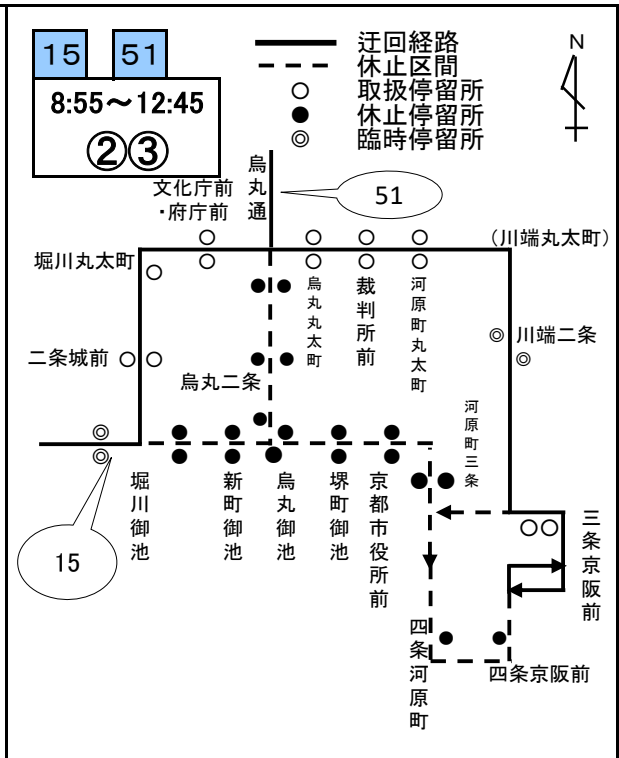 15 51
8:55～12:45
②③
迂回経路
休止区間
取扱停留所
休止停留所
臨時停留所
N
烏丸通
51
文化庁前
・府庁前
堀川丸太町
烏丸丸太町
裁判所前
河原町丸太町
(川端丸太町)
二条城前
烏丸二条
川端二条
河原町三条
15
堀川御池
新町御池
烏丸御池
堺町御池
京都市役所前
三条京阪前
四条河原町
四条京阪前